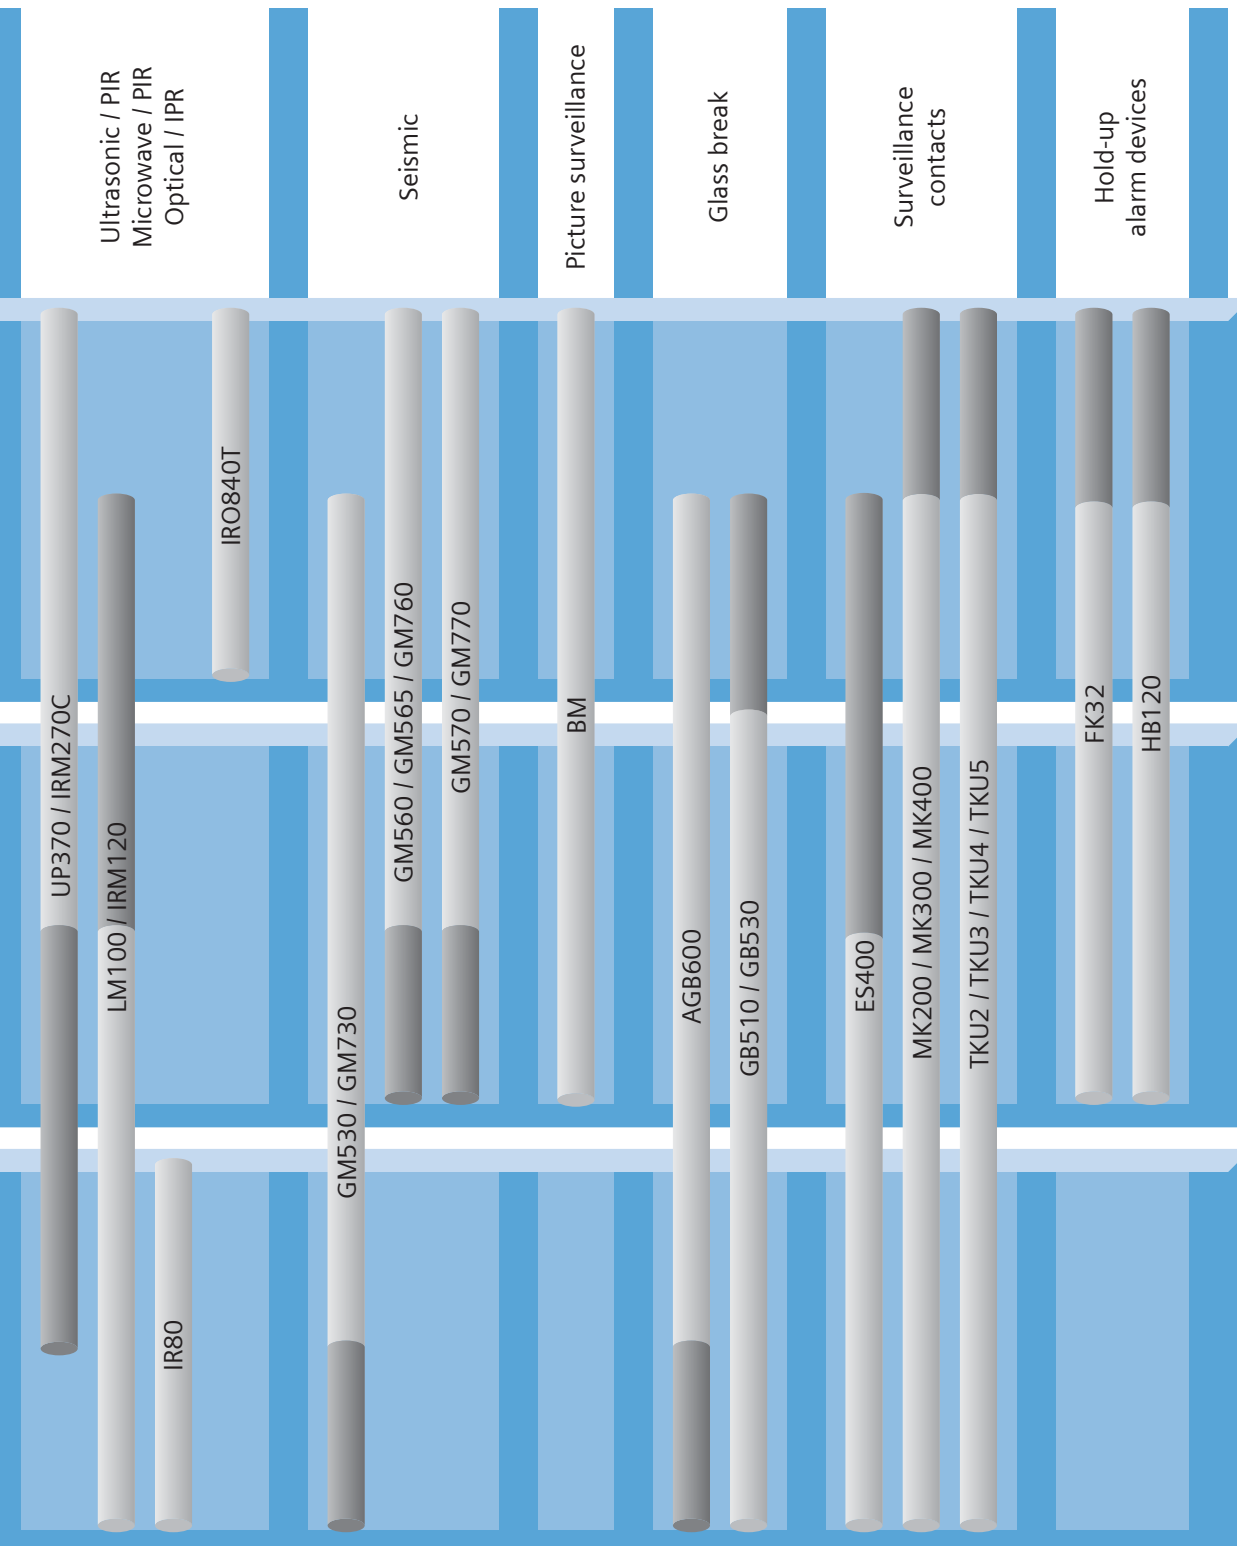 Ultrasonic / PIR
Microwave / PIR
Optical / IPR
Seismic
Picture surveillance
Glass break
Surveillance
contacts
Hold-up
alarm devices
UP370 / IRM270C
LM100 / IRM120
IR80
IRO840T
GM530 / GM730
GM560 / GM565 / GM760
GM570 / GM770
BM
AGB600
GB510 / GB530
ES400
MK200 / MK300 / MK400
TKU2 / TKU3 / TKU4 / TKU5
FK32
HB120